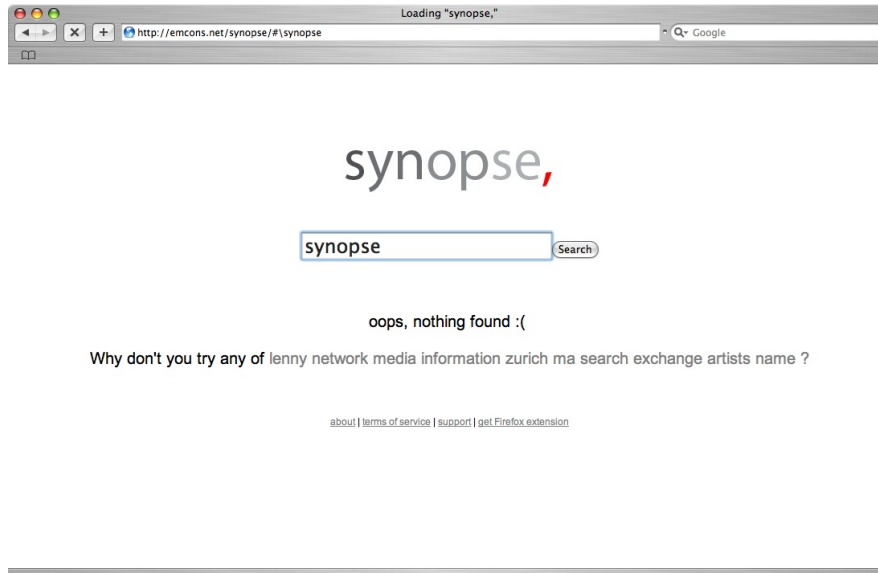 Loading "synopse,"
http://emcons.net/synopse/#\synopse
Google
synopse,
synopse
Search
oops, nothing found :(
Why don't you try any of lenny network media information zurich ma search exchange artists name ?
about | terms of service | support | get Firefox extension